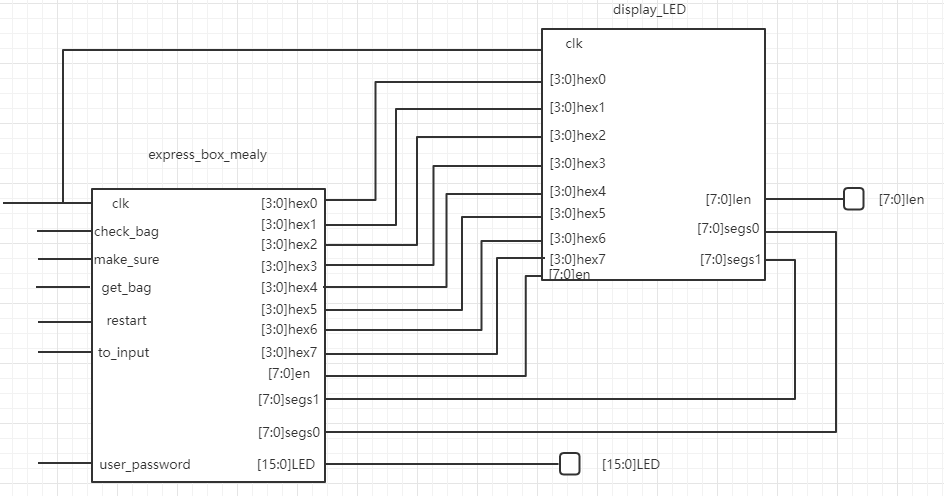 display_LED
clk
[3:0]hex0
[3:0]hex1
[3:0]hex2
[3:0]hex3
[3:0]hex4
[3:0]hex5
[3:0]hex6
[3:0]hex7
[7:0]en
[7:0]len
[7:0]segs0
[7:0]segs1
[7:0]len
express_box_mealy
clk
check_bag
make_sure
get_bag
restart
to_input
user_password
[3:0]hex0
[3:0]hex1
[3:0]hex2
[3:0]hex3
[3:0]hex4
[3:0]hex5
[3:0]hex6
[3:0]hex7
[7:0]en
[7:0]segs1
[7:0]segs0
[15:0]LED
[15:0]LED